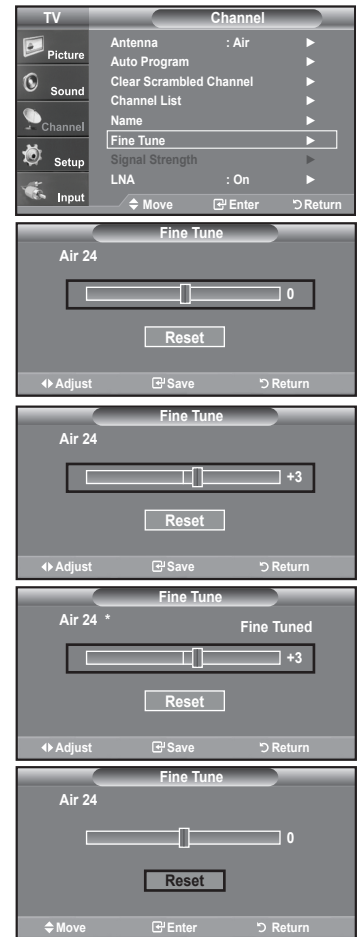 TV Channel
Picture
Sound
Channel
Setup
Input
Antenna : Air ►
Auto Program ►
Clear Scrambled Channel ►
Channel List ►
Name ►
Fine Tune ►
Signal Strength ►
LNA : On ►
Move Enter Return
Fine Tune
Air 24
0
Reset
Adjust Save Return
Fine Tune
Air 24
+3
Reset
Adjust Save Return
Fine Tune
Air 24 * Fine Tuned
+3
Reset
Adjust Save Return
Fine Tune
Air 24
0
Reset
Move Enter Return